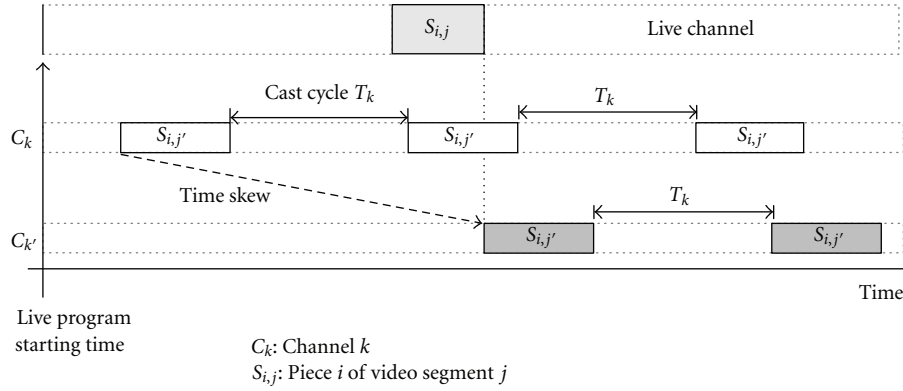 S_{i,j}
Live channel
Cast cycle T_k
T_k
C_k
S_{i,j'}
S_{i,j'}
S_{i,j'}
Time skew
T_k
C_{k'}
S_{i,j'}
S_{i,j'}
Time
Live program
starting time
C_k: Channel k
S_{i,j}: Piece i of video segment j